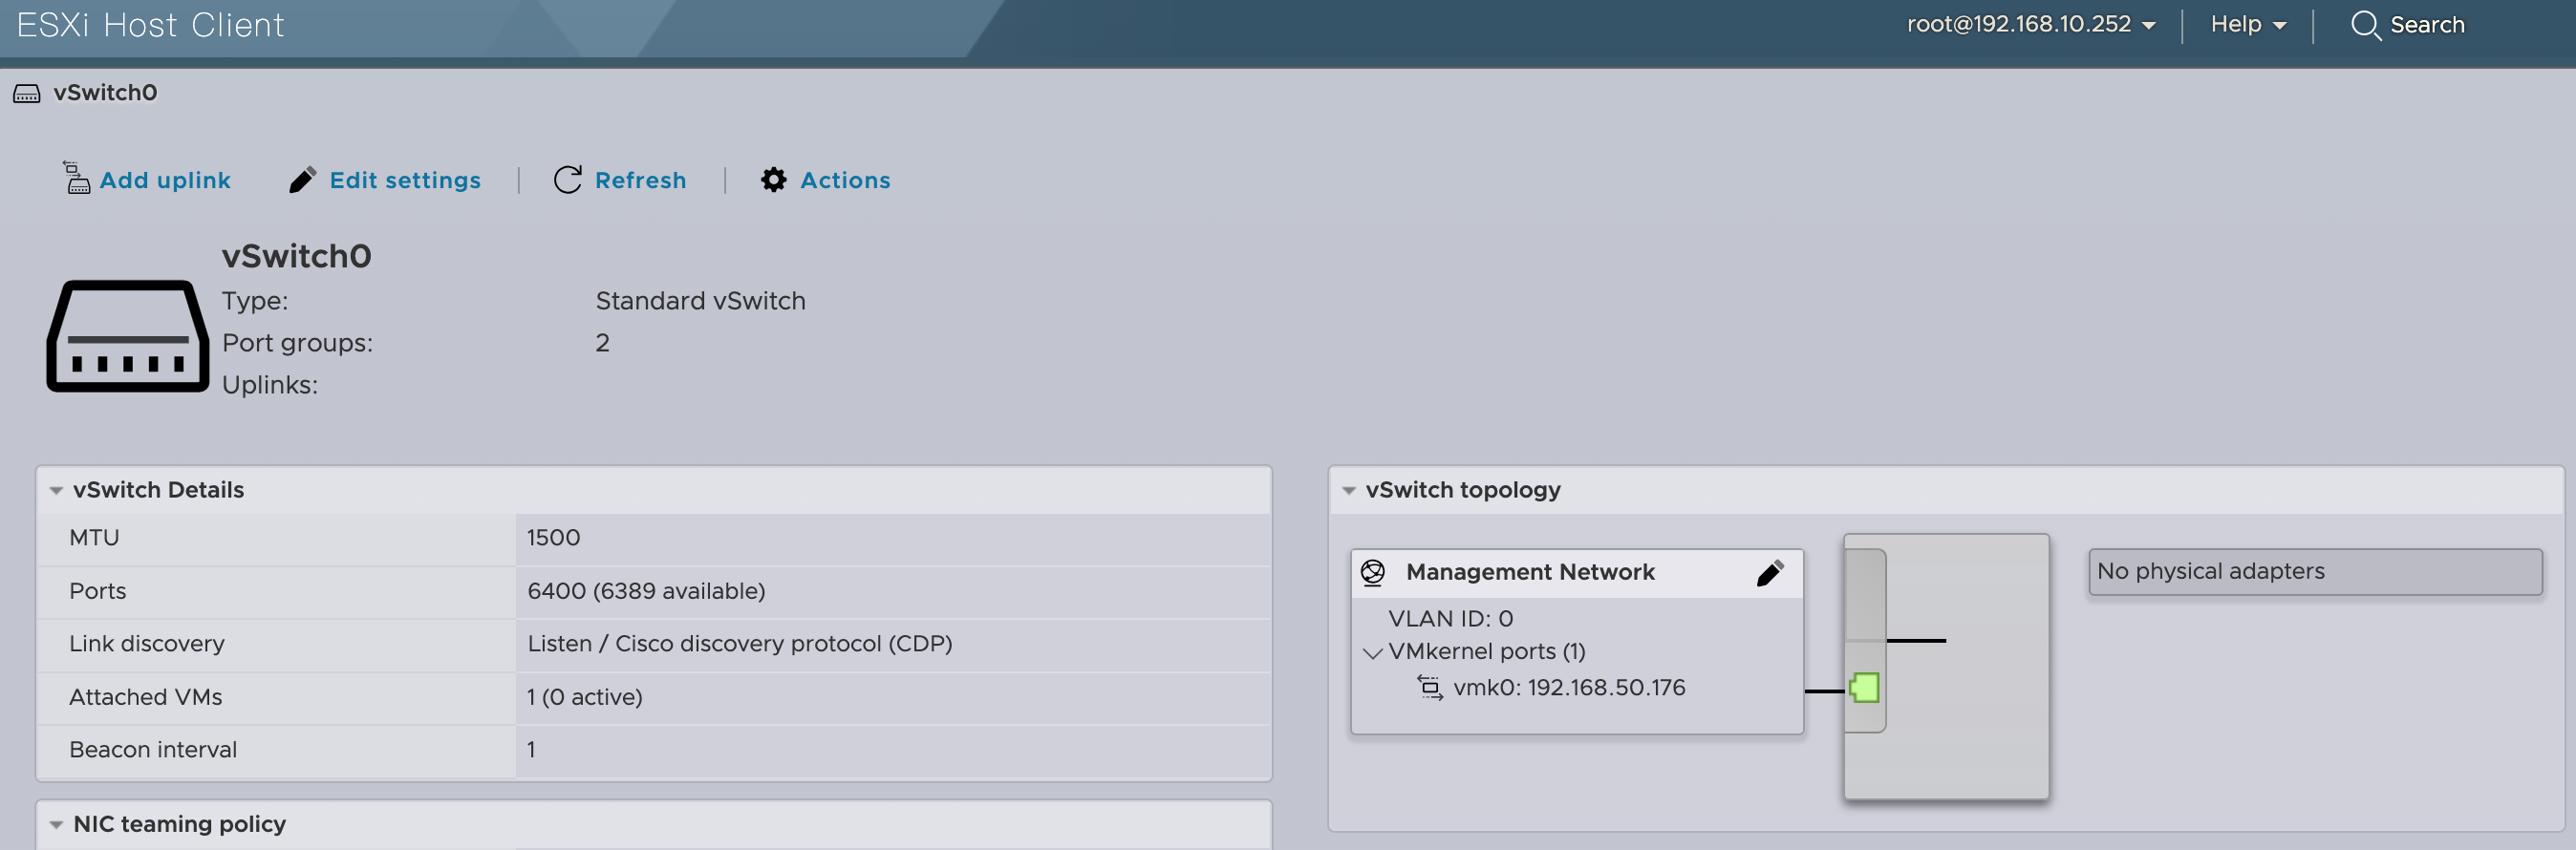 ESXi Host Client
root@192.168.10.252
Help
Search
vSwitch0
Add uplink
Edit settings
Refresh
Actions
vSwitch0
Type: Standard vSwitch
Port groups: 2
Uplinks:
vSwitch Details
MTU 1500
Ports 6400 (6389 available)
Link discovery Listen / Cisco discovery protocol (CDP)
Attached VMs 1 (0 active)
Beacon interval 1
NIC teaming policy
vSwitch topology
Management Network
VLAN ID: 0
VMkernel ports (1)
vmk0: 192.168.50.176
No physical adapters